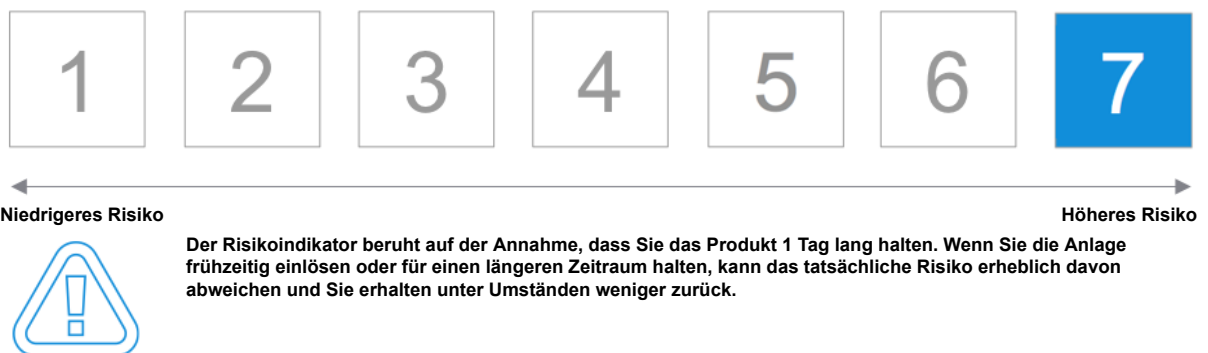 1 2 3 4 5 6 7
Niedrigeres Risiko Höheres Risiko
Der Risikoindikator beruht auf der Annahme, dass Sie das Produkt 1 Tag lang halten. Wenn Sie die Anlage
frühzeitig einlösen oder für einen längeren Zeitraum halten, kann das tatsächliche Risiko erheblich davon
abweichen und Sie erhalten unter Umständen weniger zurück.